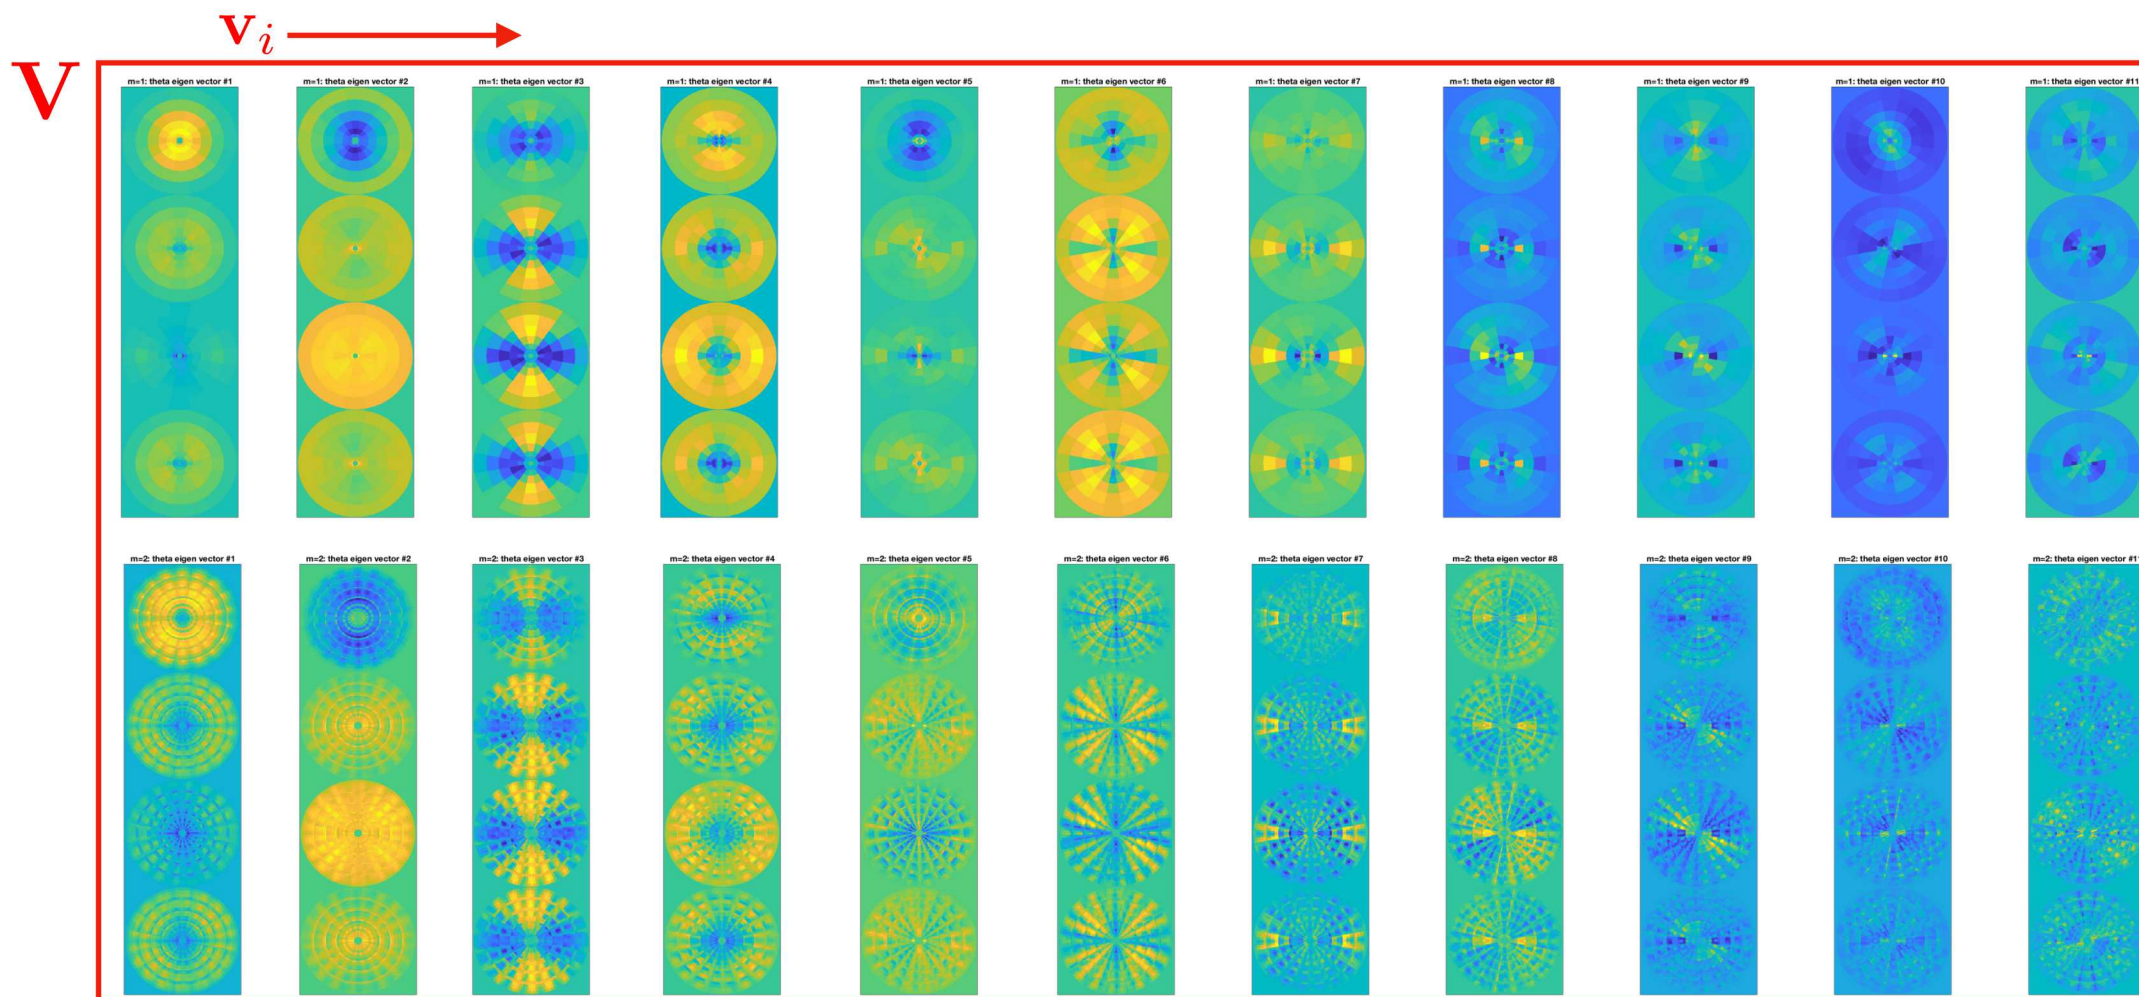 v_i
V
m=1: theta eigen vector #1
m=1: theta eigen vector #2
m=1: theta eigen vector #3
m=1: theta eigen vector #4
m=1: theta eigen vector #5
m=1: theta eigen vector #6
m=1: theta eigen vector #7
m=1: theta eigen vector #8
m=1: theta eigen vector #9
m=1: theta eigen vector #10
m=1: theta eigen vector #11
m=2: theta eigen vector #1
m=2: theta eigen vector #2
m=2: theta eigen vector #3
m=2: theta eigen vector #4
m=2: theta eigen vector #5
m=2: theta eigen vector #6
m=2: theta eigen vector #7
m=2: theta eigen vector #8
m=2: theta eigen vector #9
m=2: theta eigen vector #10
m=2: theta eigen vector #11